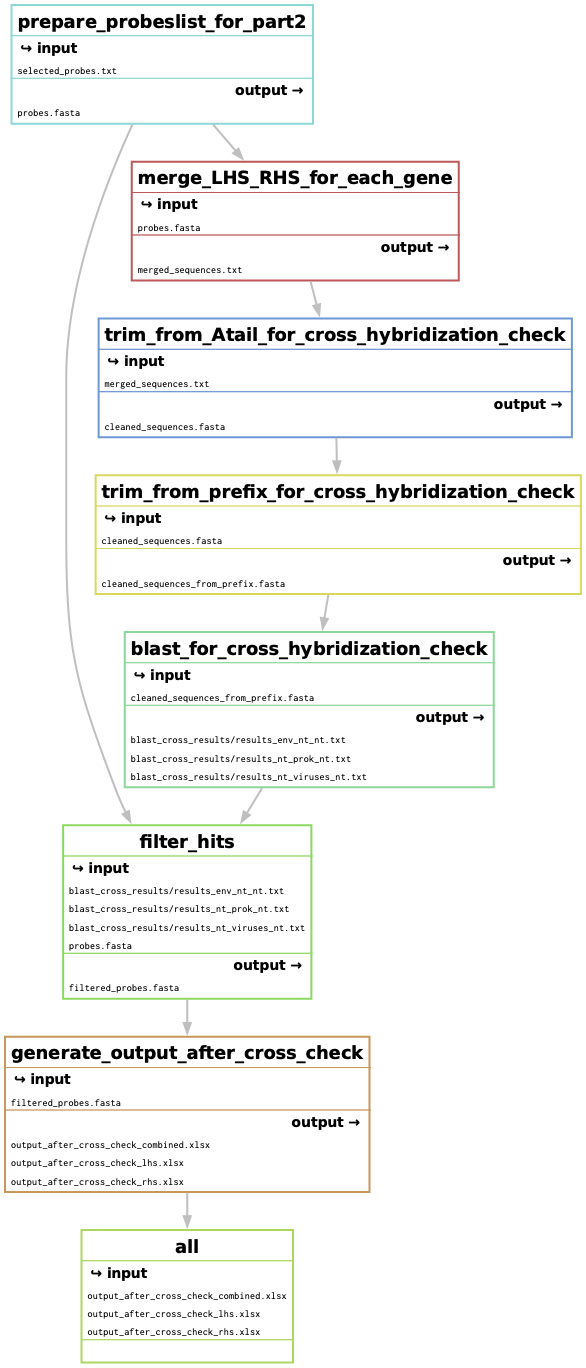 prepare_probeslist_for_part2
↪ input
selected_probes.txt
output →
probes.fasta
merge_LHS_RHS_for_each_gene
↪ input
probes.fasta
output →
merged_sequences.txt
trim_from_Atail_for_cross_hybridization_check
↪ input
merged_sequences.txt
output →
cleaned_sequences.fasta
trim_from_prefix_for_cross_hybridization_check
↪ input
cleaned_sequences.fasta
output →
cleaned_sequences_from_prefix.fasta
blast_for_cross_hybridization_check
↪ input
cleaned_sequences_from_prefix.fasta
output →
blast_cross_results/results_env_nt_nt.txt
blast_cross_results/results_nt_prok_nt.txt
blast_cross_results/results_nt_viruses_nt.txt
filter_hits
↪ input
blast_cross_results/results_env_nt_nt.txt
blast_cross_results/results_nt_prok_nt.txt
blast_cross_results/results_nt_viruses_nt.txt
probes.fasta
output →
filtered_probes.fasta
generate_output_after_cross_check
↪ input
filtered_probes.fasta
output →
output_after_cross_check_combined.xlsx
output_after_cross_check_lhs.xlsx
output_after_cross_check_rhs.xlsx
all
↪ input
output_after_cross_check_combined.xlsx
output_after_cross_check_lhs.xlsx
output_after_cross_check_rhs.xlsx